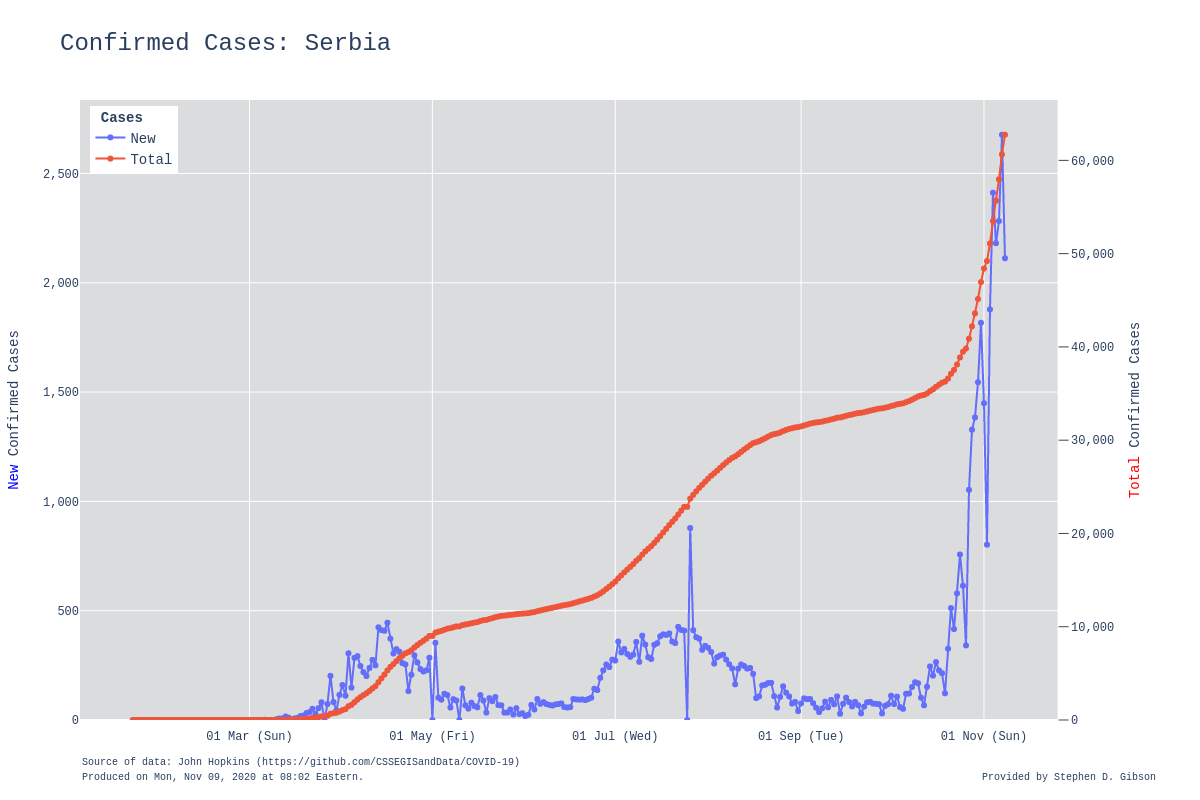 Confirmed Cases: Serbia
Cases
New
Total
2,500
2,000
1,500
1,000
500
0
New Confirmed Cases
60,000
50,000
40,000
30,000
20,000
10,000
0
Total Confirmed Cases
01 Mar (Sun) 01 May (Fri) 01 Jul (Wed) 01 Sep (Tue) 01 Nov (Sun)
Source of data: John Hopkins (https://github.com/CSSEGISandData/COVID-19)
Produced on Mon, Nov 09, 2020 at 08:02 Eastern.
Provided by Stephen D. Gibson